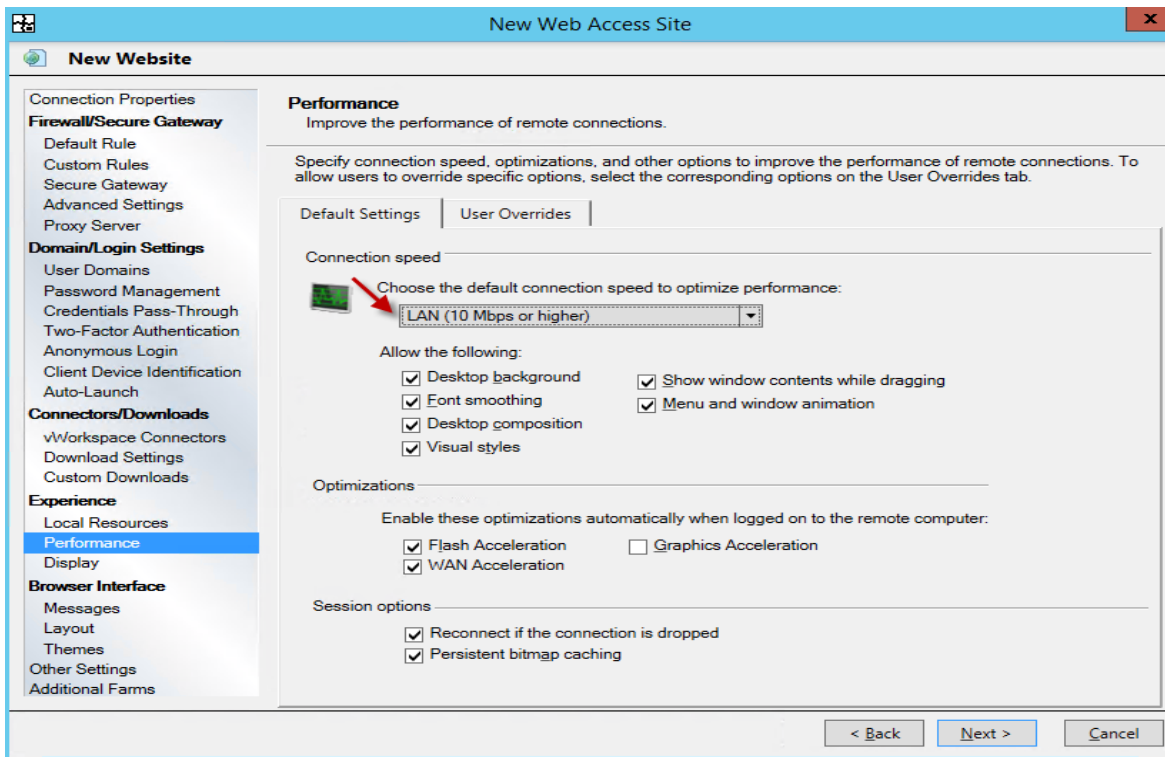 New Web Access Site
x
New Website
Connection Properties
Firewall/Secure Gateway
Default Rule
Custom Rules
Secure Gateway
Advanced Settings
Proxy Server
Domain/Login Settings
User Domains
Password Management
Credentials Pass-Through
Two-Factor Authentication
Anonymous Login
Client Device Identification
Auto-Launch
Connectors/Downloads
vWorkspace Connectors
Download Settings
Custom Downloads
Experience
Local Resources
Performance
Display
Browser Interface
Messages
Layout
Themes
Other Settings
Additional Farms
Performance
Improve the performance of remote connections.
Specify connection speed, optimizations, and other options to improve the performance of remote connections. To
allow users to override specific options, select the corresponding options on the User Overrides tab.
Default Settings User Overrides
Connection speed
Choose the default connection speed to optimize performance:
LAN (10 Mbps or higher)
Allow the following:
Desktop background Show window contents while dragging
Font smoothing Menu and window animation
Desktop composition
Visual styles
Optimizations
Enable these optimizations automatically when logged on to the remote computer:
Flash Acceleration Graphics Acceleration
WAN Acceleration
Session options
Reconnect if the connection is dropped
Persistent bitmap caching
< Back Next > Cancel